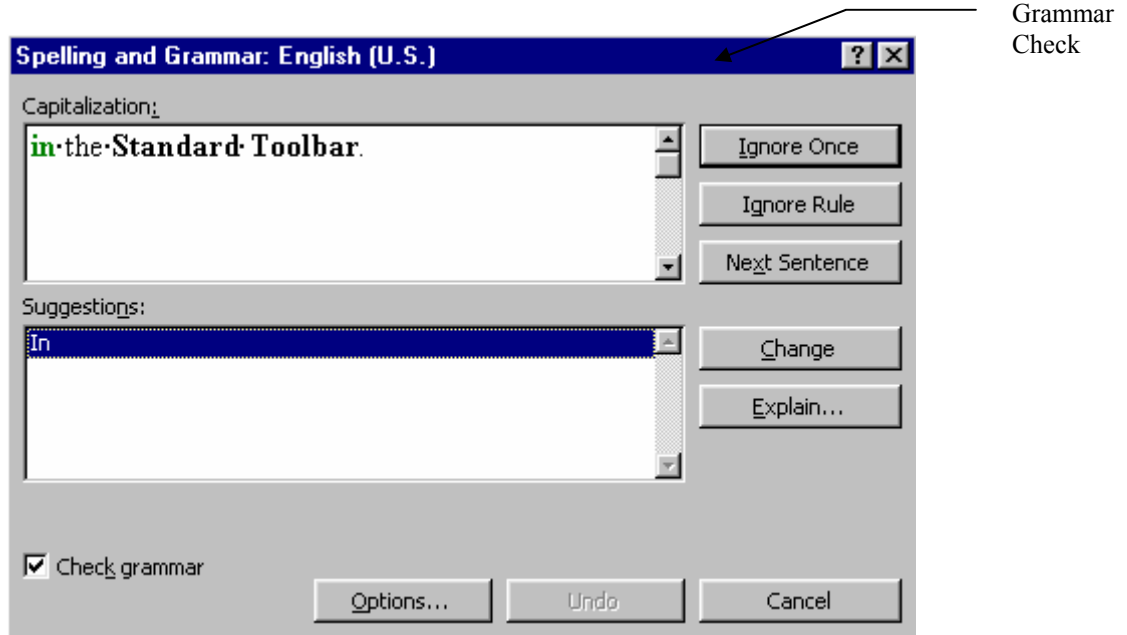 Grammar
Check
Spelling and Grammar: English (U.S.)
Capitalization:
in·the·Standard·Toolbar.
Ignore Once
Ignore Rule
Next Sentence
Suggestions:
In
Change
Explain...
Check grammar
Options...
Undo
Cancel